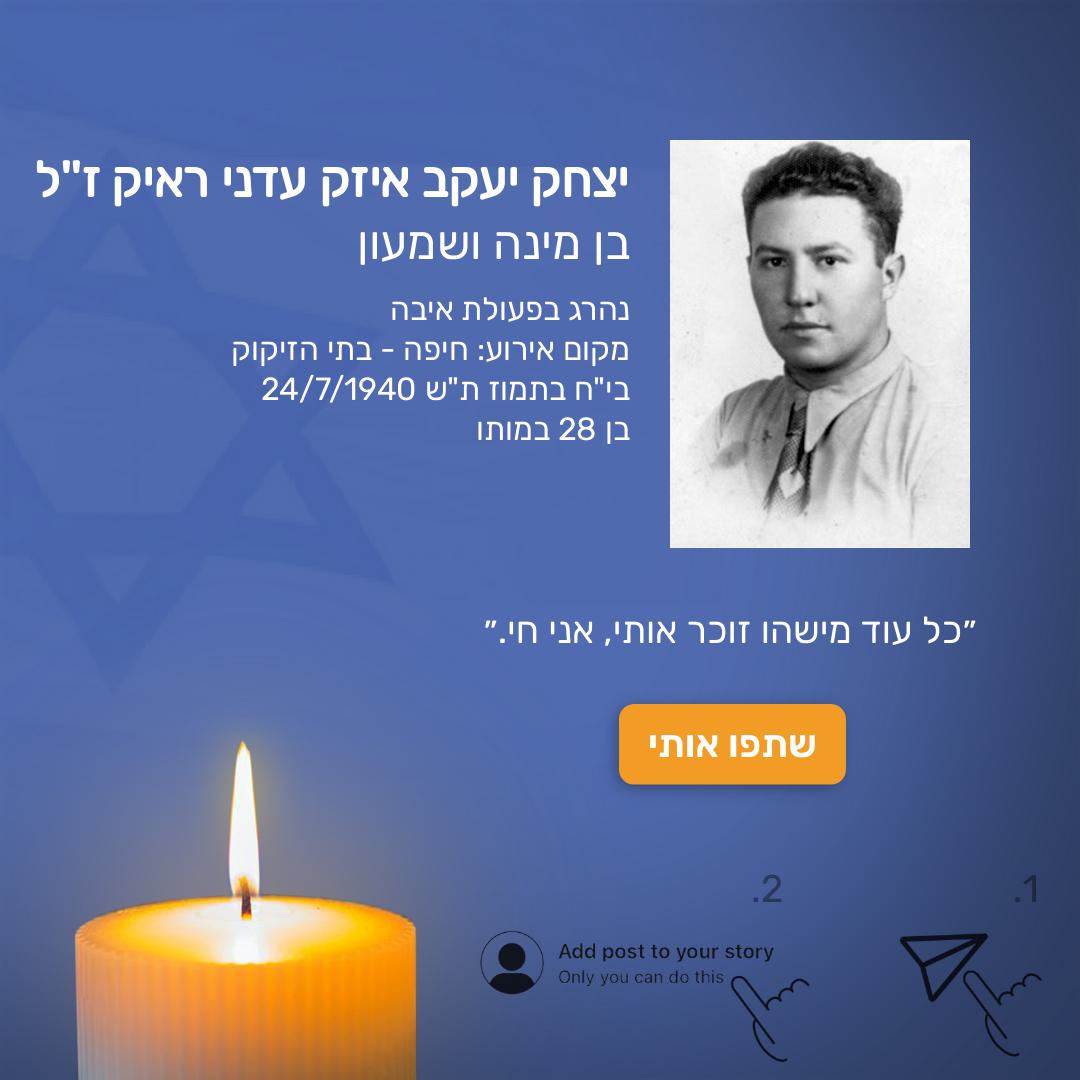 יצחק יעקב איזק עדני ראיק ז"ל
בן מינה ושמעון
נהרג בפעולת איבה
מקום אירוע: חיפה - בתי הזיקוק
בי"ח בתמוז ת"ש 24/7/1940
בן 28 במותו
״כל עוד מישהו זוכר אותי, אני חי.״
שתפו אותי
.1
.2
Add post to your story
Only you can do this